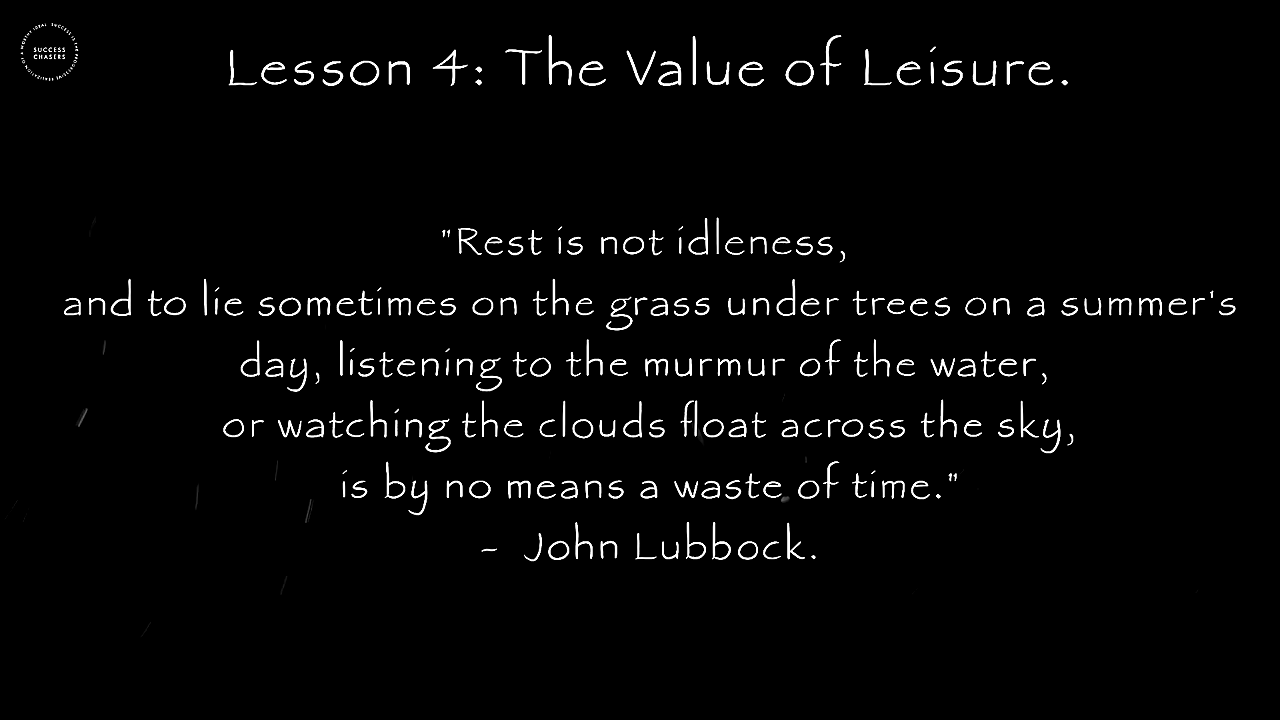 SUCCESS
CHASERS
Lesson 4: The Value of Leisure.
"Rest is not idleness,
and to lie sometimes on the grass under trees on a summer's
day, listening to the murmur of the water,
or watching the clouds float across the sky,
is by no means a waste of time."
- John Lubbock.